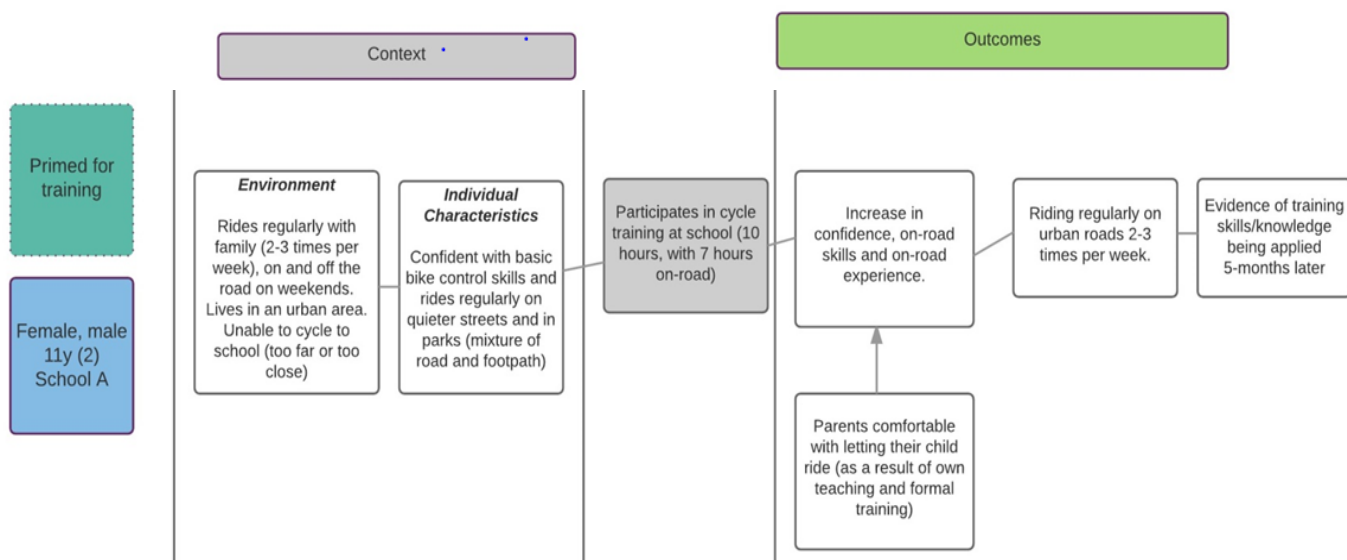 Context
Outcomes
Primed for
training
Female, male
11y (2)
School A
Environment
Rides regularly with
family (2-3 times per
week), on and off the
road on weekends.
Lives in an urban area.
Unable to cycle to
school (too far or too
close)
Individual
Characteristics
Confident with basic
bike control skills and
rides regularly on
quieter streets and in
parks (mixture of
road and footpath)
Participates in cycle
training at school (10
hours, with 7 hours
on-road)
Increase in
confidence, on-road
skills and on-road
experience.
Riding regularly on
urban roads 2-3
times per week.
Evidence of training
skills/knowledge
being applied
5-months later
Parents comfortable
with letting their child
ride (as a result of own
teaching and formal
training)